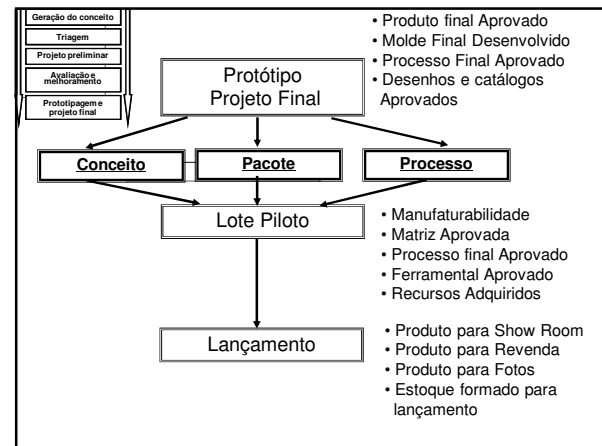 Geração do conceito
Triagem
Projeto preliminar
Avaliação e
melhoramento
Prototipagem e
projeto final
Protótipo
Projeto Final
• Produto final Aprovado
• Molde Final Desenvolvido
• Processo Final Aprovado
• Desenhos e catálogos
Aprovados
Conceito
Pacote
Processo
Lote Piloto
• Manufaturabilidade
• Matriz Aprovada
• Processo final Aprovado
• Ferramental Aprovado
• Recursos Adquiridos
Lançamento
• Produto para Show Room
• Produto para Revenda
• Produto para Fotos
• Estoque formado para
lançamento